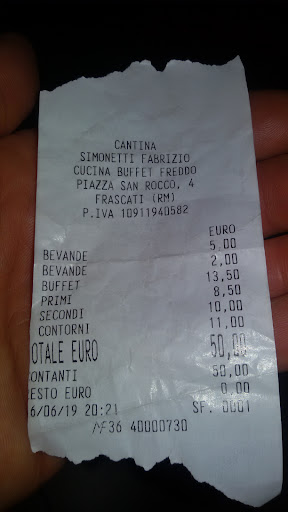 CANTINA
SIMONETTI FABRIZIO
CUCINA BUFFET FREDDO
PIAZZA SAN ROCCO, 4
FRASCATI (RM)
P.IVA 10911940582
EURO
BEVANDE 5,00
BEVANDE 2,00
BUFFET 13,50
PRIMI 8,50
SECONDI 10,00
CONTORNI 11,00
OTALE EURO 50,00
ONTANTI 50,00
ESTO EURO 0,00
6/06/19 20:21 SF. 0001
MF36 40000730